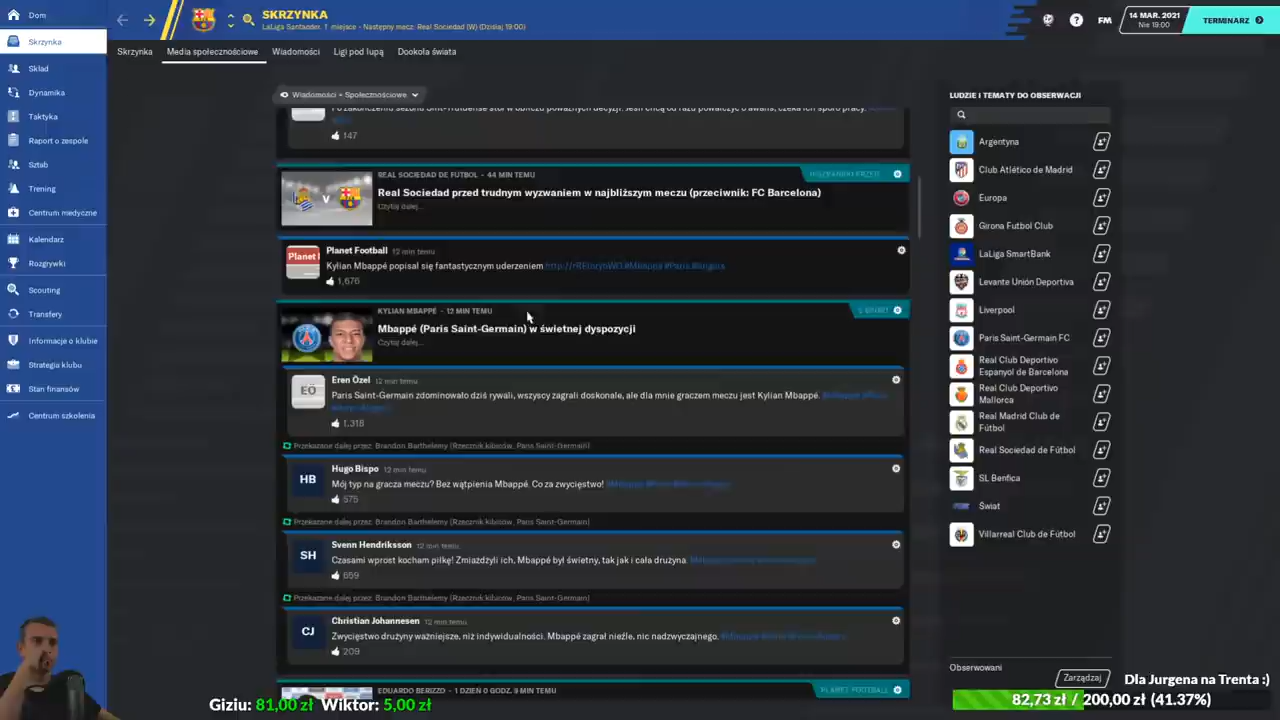 Dom
SKRZYNKA
LaLiga Santander. 1. miejsce - Następny mecz: Real Sociedad (W) (Dzisiaj 19:00)
FM
14 MAR. 2021
Nie 19:00
TERMINARZ
Skrzynka
Skład
Dynamika
Taktyka
Raport o zespole
Sztab
Trening
Centrum medyczne
Kalendarz
Rozgrywki
Scouting
Transfery
Informacje o klubie
Strategia klubu
Stan finansów
Centrum szkolenia
Skrzynka
Media społecznościowe
Wiadomości
Ligi pod lupą
Dookoła świata
Wiadomości + Społecznościowe
147
REAL SOCIEDAD DE FÚTBOL - 44 MIN TEMU
Real Sociedad przed trudnym wyzwaniem w najbliższym meczu (przeciwnik: FC Barcelona)
Czytaj dalej...
Planet Football 12 min temu
Kylian Mbappé popisał się fantastycznym uderzeniem
1,676
KYLIAN MBAPPÉ - 12 MIN TEMU
Mbappé (Paris Saint-Germain) w świetnej dyspozycji
Czytaj dalej...
EÖ
Eren Özel 12 min temu
Paris Saint-Germain zdominowało dziś rywali, wszyscy zagrali doskonale, ale dla mnie graczem meczu jest Kylian Mbappé.
1,318
Przekazane dalej przez: Brandon Barthelemy (Rzecznik kibiców, Paris Saint-Germain)
HB
Hugo Bispo 12 min temu
Mój typ na gracza meczu? Bez wątpienia Mbappé. Co za zwycięstwo!
575
Przekazane dalej przez: Brandon Barthelemy (Rzecznik kibiców, Paris Saint-Germain)
SH
Svenn Hendriksson 12 min temu
Czasami wprost kocham piłkę! Zmiażdżyli ich, Mbappé był świetny, tak jak i cała drużyna.
659
Przekazane dalej przez: Brandon Barthelemy (Rzecznik kibiców, Paris Saint-Germain)
CJ
Christian Johannesen 12 min temu
Zwycięstwo drużyny ważniejsze, niż indywidualności. Mbappé zagrał nieźle, nic nadzwyczajnego.
209
EDUARDO BERIZZO - 1 DZIEŃ 0 GODZ. 9 MIN TEMU
PLANET FOOTBALL
LUDZIE I TEMATY DO OBSERWACJI
Argentyna
Club Atlético de Madrid
Europa
Girona Futbol Club
LaLiga SmartBank
Levante Unión Deportiva
Liverpool
Paris Saint-Germain FC
Real Club Deportivo
Espanyol de Barcelona
Real Club Deportivo
Mallorca
Real Madrid Club de
Fútbol
Real Sociedad de Fútbol
SL Benfica
Świat
Villarreal Club de Fútbol
Obserwowani
Zarządzaj
Dla Jurgena na Trenta :)
82,73 zł / 200,00 zł (41.37%)
Giziu: 81,00 zł Wiktor: 5,00 zł